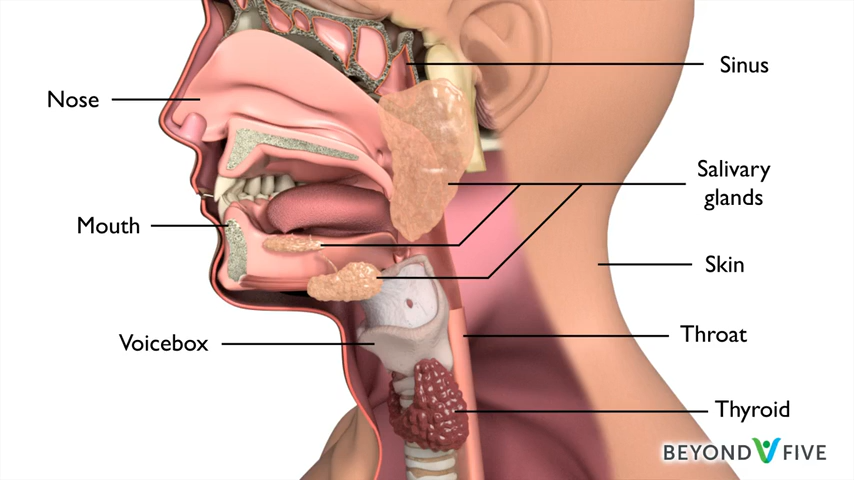 Sinus
Nose
Salivary
glands
Mouth
Skin
Throat
Voicebox
Thyroid
BEYOND FIVE